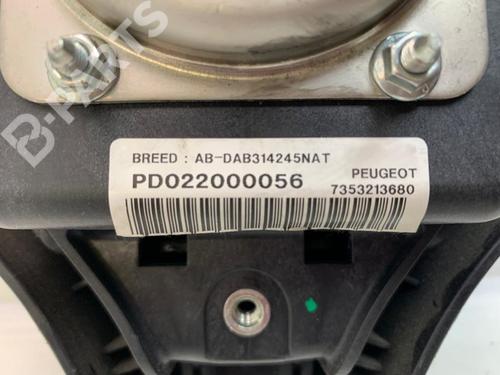 B-PARTS
BREED : AB-DAB314245NAT
PD022000056
PEUGEOT
7353213680